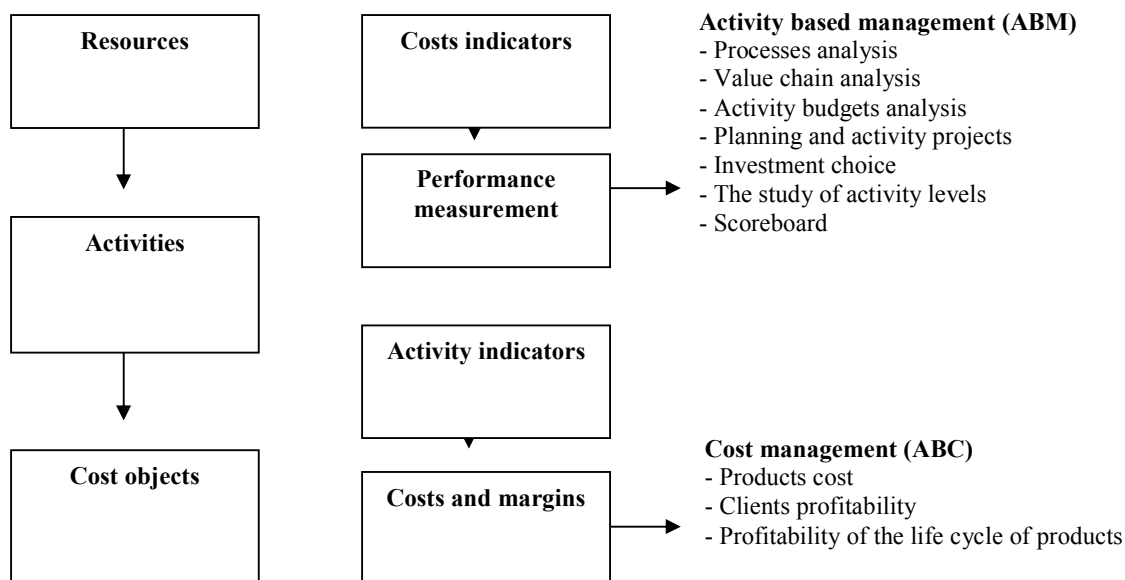 Resources
Activities
Cost objects
Costs indicators
Performance
measurement
Activity indicators
Costs and margins
Activity based management (ABM)
- Processes analysis
- Value chain analysis
- Activity budgets analysis
- Planning and activity projects
- Investment choice
- The study of activity levels
- Scoreboard
Cost management (ABC)
- Products cost
- Clients profitability
- Profitability of the life cycle of products